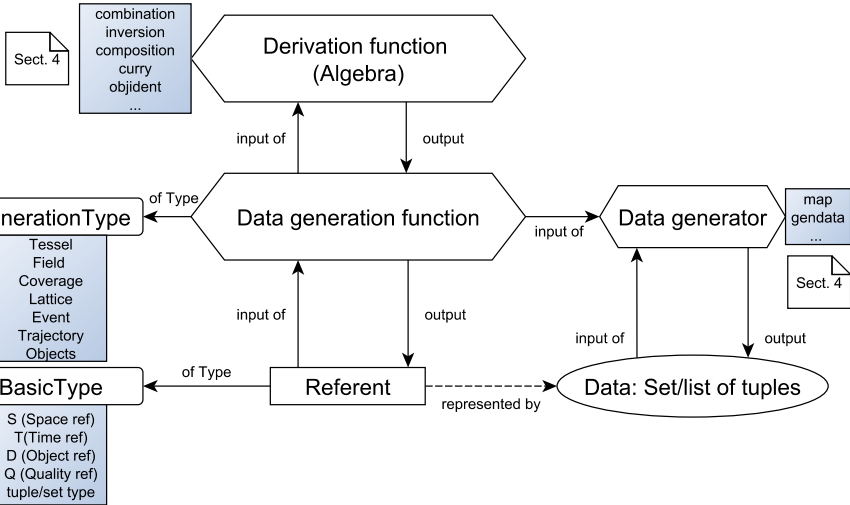 combination
inversion
composition
curry
objident
...
Sect. 4
Derivation function
(Algebra)
input of
output
of Type
nerationType
Data generation function
input of
Data generator
map
gendata
...
Sect. 4
Tessel
Field
Coverage
Lattice
Event
Trajectory
Objects
input of
output
input of
output
BasicType
of Type
Referent
represented by
Data: Set/list of tuples
S (Space ref)
T(Time ref)
D (Object ref)
Q (Quality ref)
tuple/set type